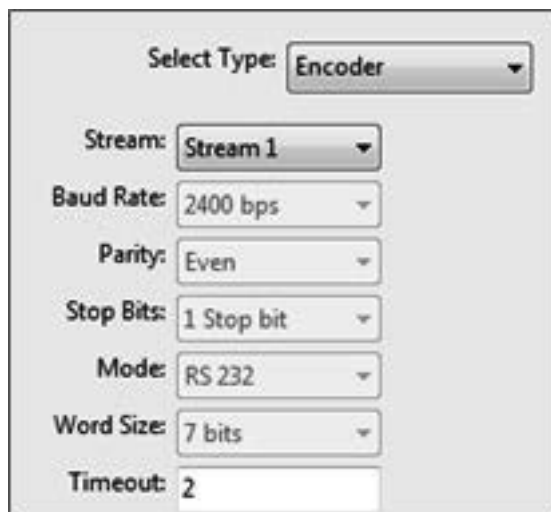 Select Type: Encoder
Stream: Stream 1
Baud Rate: 2400 bps
Parity: Even
Stop Bits: 1 Stop bit
Mode: RS 232
Word Size: 7 bits
Timeout: 2